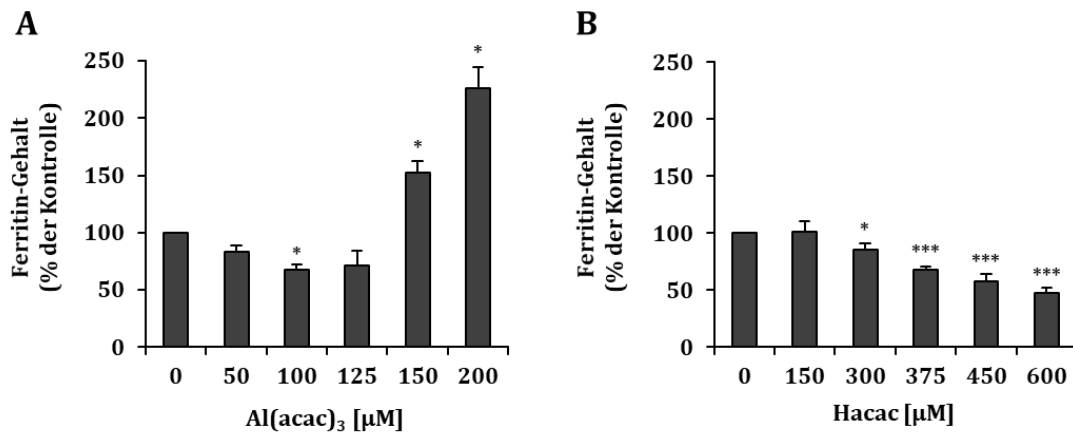 A
Ferritin-Gehalt
(% der Kontrolle)
250
200
150
100
50
0
*
*
*
0 50 100 125 150 200
Al(acac)₃ [µM]
B
Ferritin-Gehalt
(% der Kontrolle)
250
200
150
100
50
0
*
***
***
***
0 150 300 375 450 600
Hacac [µM]